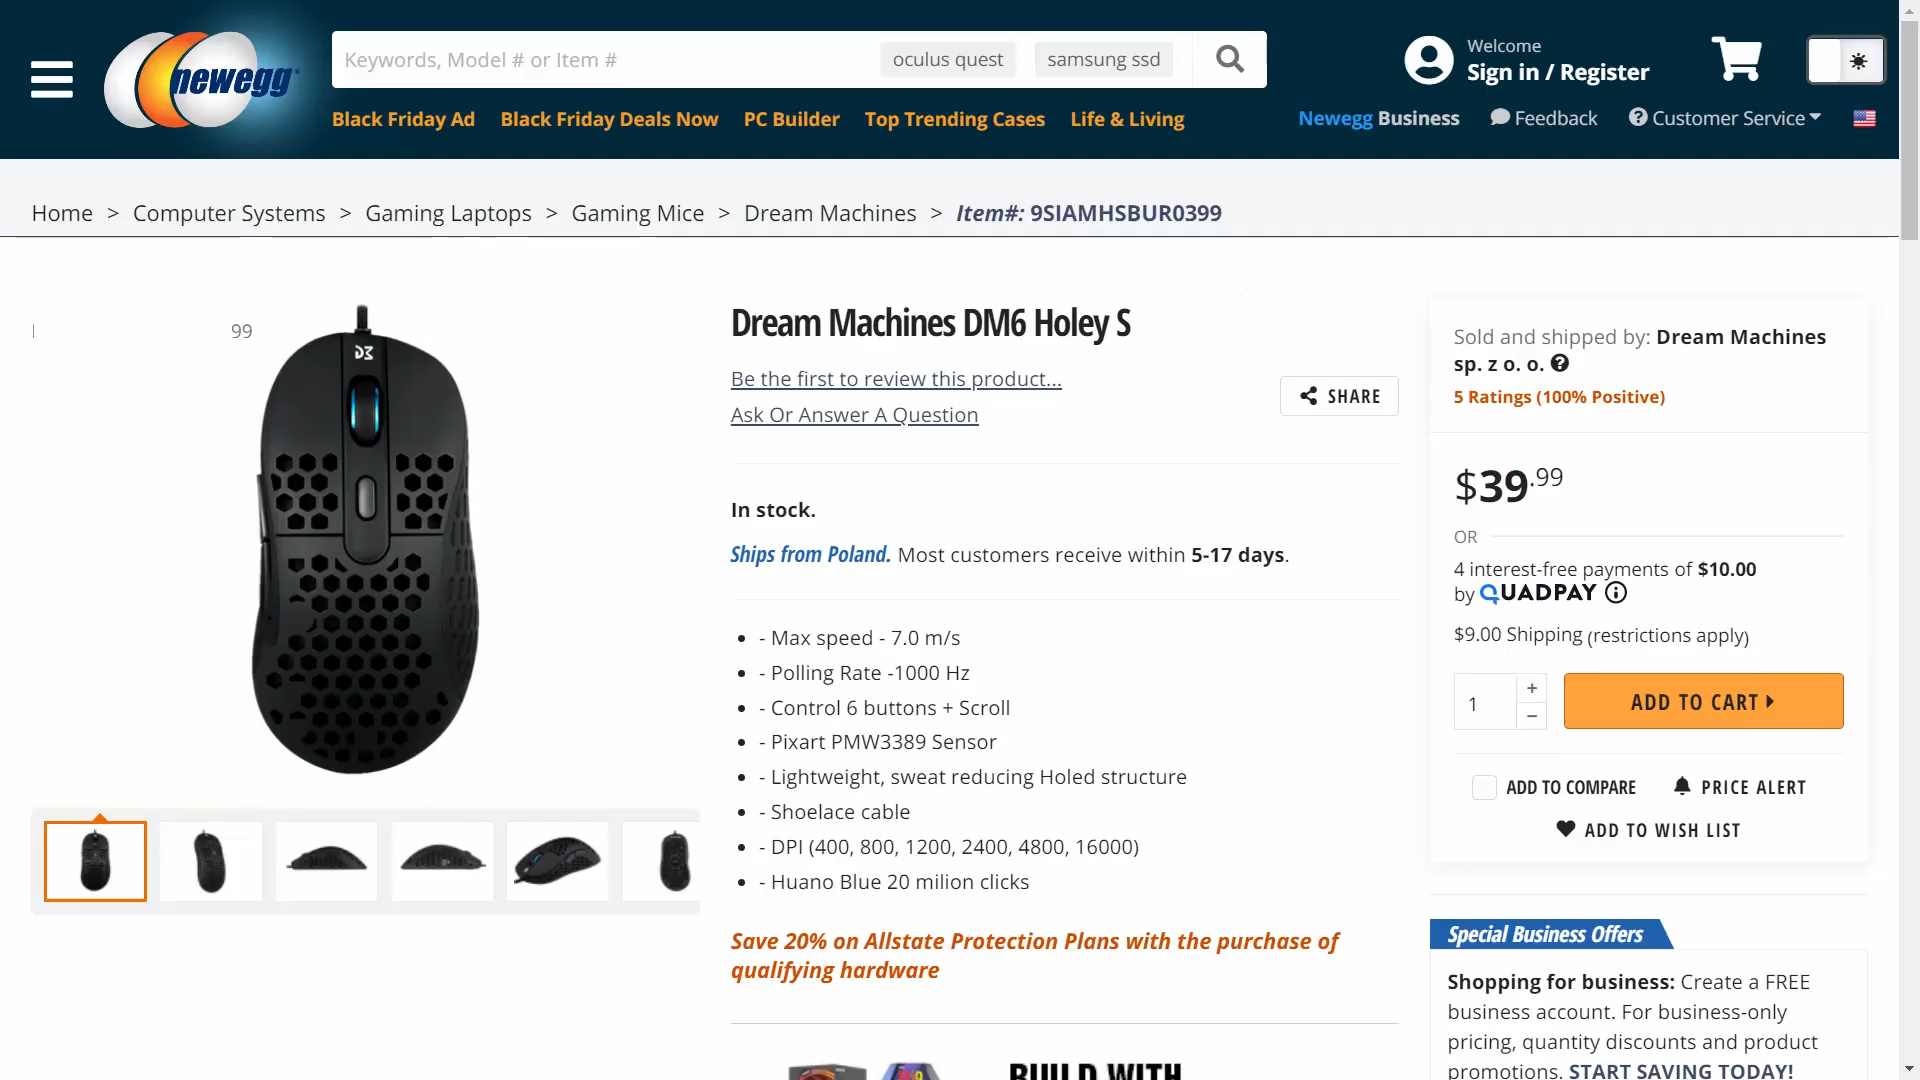 newegg
Keywords, Model # or Item #
oculus quest
samsung ssd
Welcome
Sign in / Register
Black Friday Ad
Black Friday Deals Now
PC Builder
Top Trending Cases
Life & Living
Newegg Business
Feedback
Customer Service
Home > Computer Systems > Gaming Laptops > Gaming Mice > Dream Machines > Item#: 9SIAMHSBUR0399
99
Dream Machines DM6 Holey S
Be the first to review this product...
Ask Or Answer A Question
SHARE
In stock.
Ships from Poland. Most customers receive within 5-17 days.
- Max speed - 7.0 m/s
- Polling Rate -1000 Hz
- Control 6 buttons + Scroll
- Pixart PMW3389 Sensor
- Lightweight, sweat reducing Holed structure
- Shoelace cable
- DPI (400, 800, 1200, 2400, 4800, 16000)
- Huano Blue 20 milion clicks
Save 20% on Allstate Protection Plans with the purchase of
qualifying hardware
BUILD WITH
Sold and shipped by: Dream Machines
sp. z o. o.
5 Ratings (100% Positive)
$39.99
OR
4 interest-free payments of $10.00
by QUADPAY
$9.00 Shipping (restrictions apply)
1
+
−
ADD TO CART
ADD TO COMPARE
PRICE ALERT
ADD TO WISH LIST
Special Business Offers
Shopping for business: Create a FREE
business account. For business-only
pricing, quantity discounts and product
promotions. START SAVING TODAY!